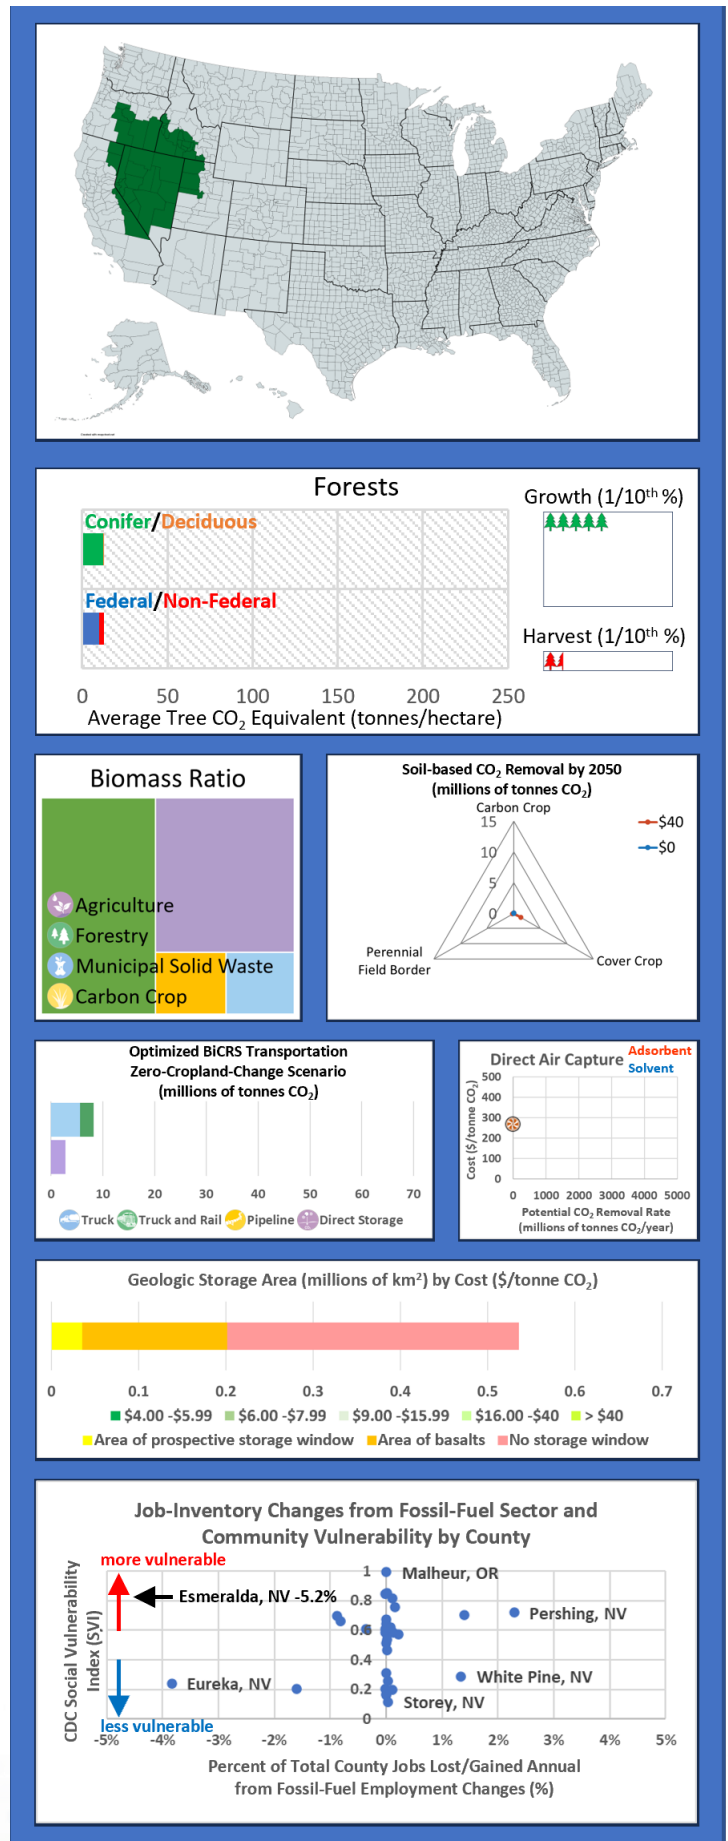 Forests
Conifer/Deciduous
Federal/Non-Federal
0 50 100 150 200 250
Average Tree CO₂ Equivalent (tonnes/hectare)
Growth (1/10th %)
Harvest (1/10th %)
Biomass Ratio
Agriculture
Forestry
Municipal Solid Waste
Carbon Crop
Soil-based CO₂ Removal by 2050
(millions of tonnes CO₂)
Carbon Crop
15
10
5
0
$40
$0
Perennial
Field Border
Cover Crop
Optimized BiCRS Transportation
Zero-Cropland-Change Scenario
(millions of tonnes CO₂)
0 10 20 30 40 50 60 70
Truck Truck and Rail Pipeline Direct Storage
Direct Air Capture
Adsorbent
Solvent
Cost ($/tonne CO₂)
500
400
300
200
100
0
0 1000 2000 3000 4000 5000
Potential CO₂ Removal Rate
(millions of tonnes CO₂/year)
Geologic Storage Area (millions of km²) by Cost ($/tonne CO₂)
0 0.1 0.2 0.3 0.4 0.5 0.6 0.7
$4.00 -$5.99 $6.00 -$7.99 $9.00 -$15.99 $16.00 -$40 > $40
Area of prospective storage window Area of basalts No storage window
Job-Inventory Changes from Fossil-Fuel Sector and
Community Vulnerability by County
more vulnerable
CDC Social Vulnerability
Index (SVI)
1
0.8
0.6
0.4
0.2
0
Malheur, OR
Esmeralda, NV -5.2%
Pershing, NV
White Pine, NV
Eureka, NV
Storey, NV
less vulnerable
-5% -4% -3% -2% -1% 0% 1% 2% 3% 4% 5%
Percent of Total County Jobs Lost/Gained Annual
from Fossil-Fuel Employment Changes (%)